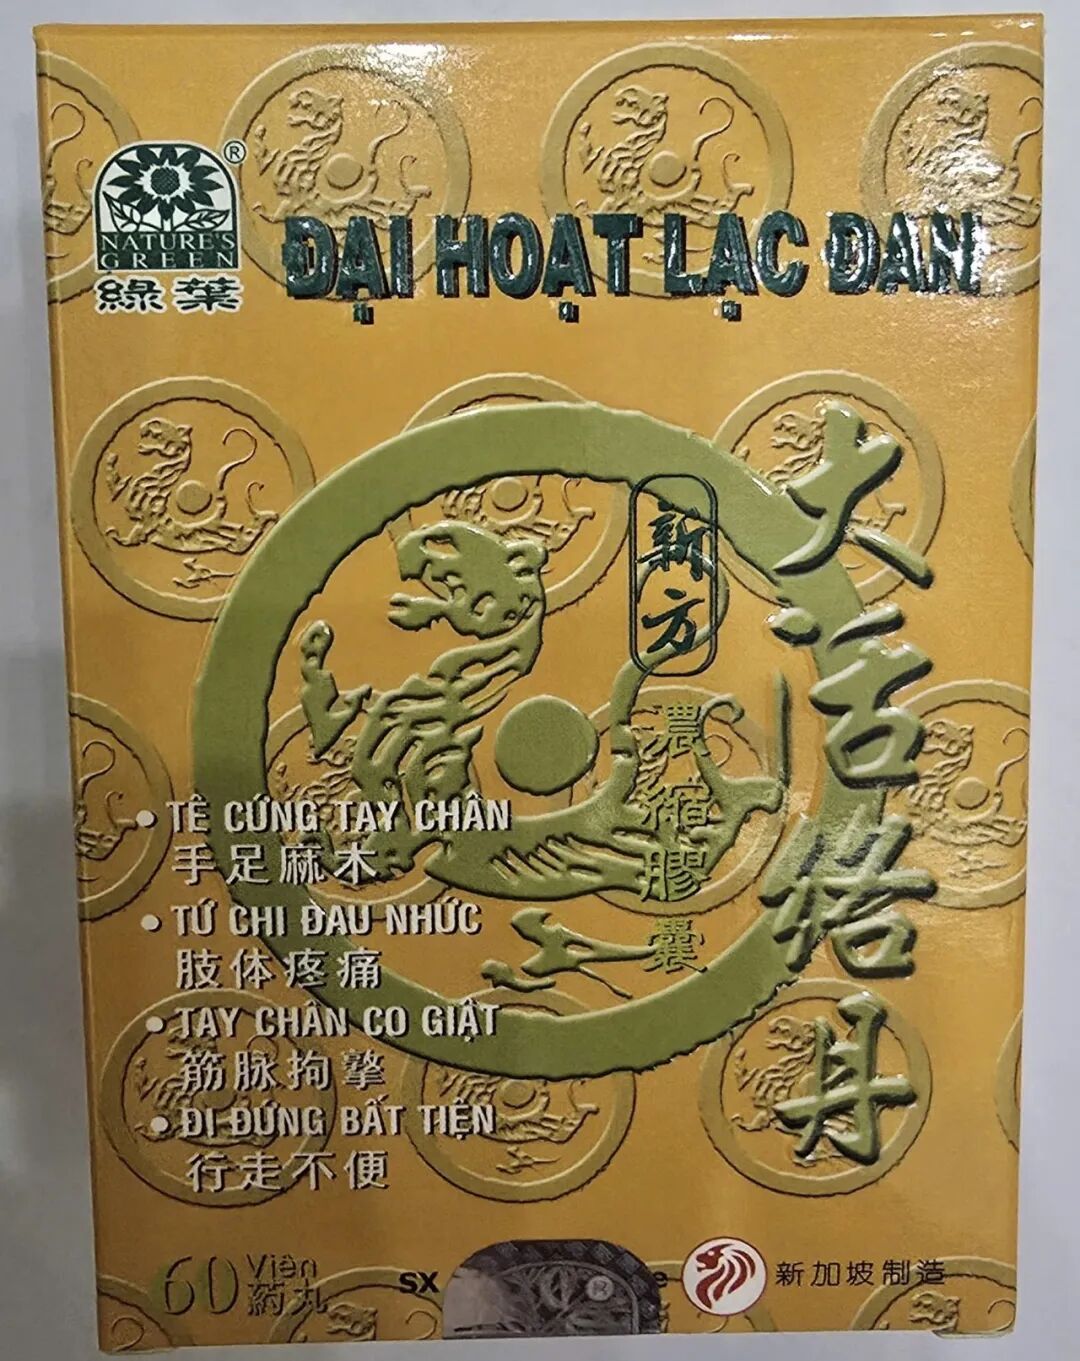 NATURE'S
GREEN
®
綠葉
ĐẠI HOẠT LẠC ĐAN
大活络丹
新方
濃縮膠囊
• TÊ CỨNG TAY CHÂN
手足麻木
• TỨ CHI ĐAU NHỨC
肢体疼痛
• TAY CHÂN CO GIẬT
筋脉拘挛
• ĐI ĐỨNG BẤT TIỆN
行走不便
60 Viên
药丸
SX
®
新加坡制造